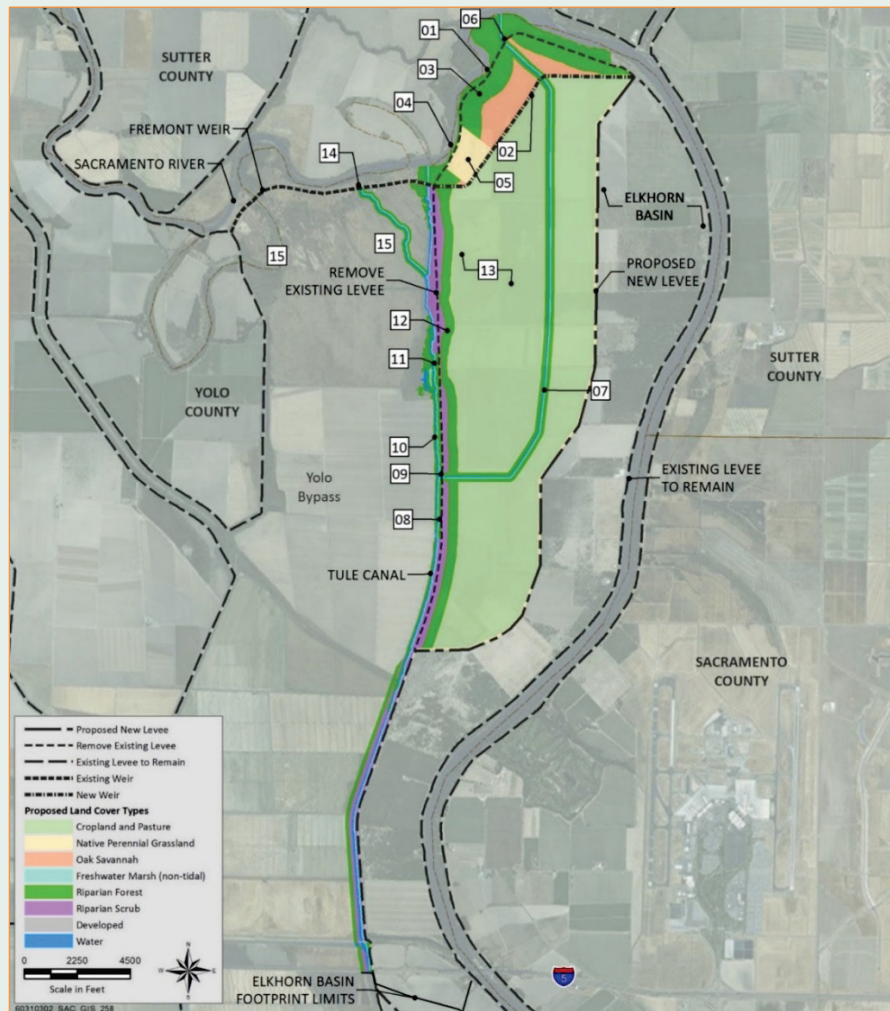 06
01
SUTTER
COUNTY
03
04
FREMONT WEIR
14
02
SACRAMENTO RIVER
05
ELKHORN
BASIN
15
15
REMOVE
EXISTING LEVEE
13
PROPOSED
NEW LEVEE
12
11
SUTTER
COUNTY
YOLO
COUNTY
07
10
Yolo
Bypass
09
EXISTING LEVEE
TO REMAIN
08
TULE CANAL
SACRAMENTO
COUNTY
Proposed New Levee
Remove Existing Levee
Existing Levee to Remain
Existing Weir
New Weir
Proposed Land Cover Types
Cropland and Pasture
Native Perennial Grassland
Oak Savannah
Freshwater Marsh (non-tidal)
Riparian Forest
Riparian Scrub
Developed
Water
N
W E
S
0 2250 4500
Scale in Feet
ELKHORN BASIN
FOOTPRINT LIMITS
5
60310302_SAC_GIS_258